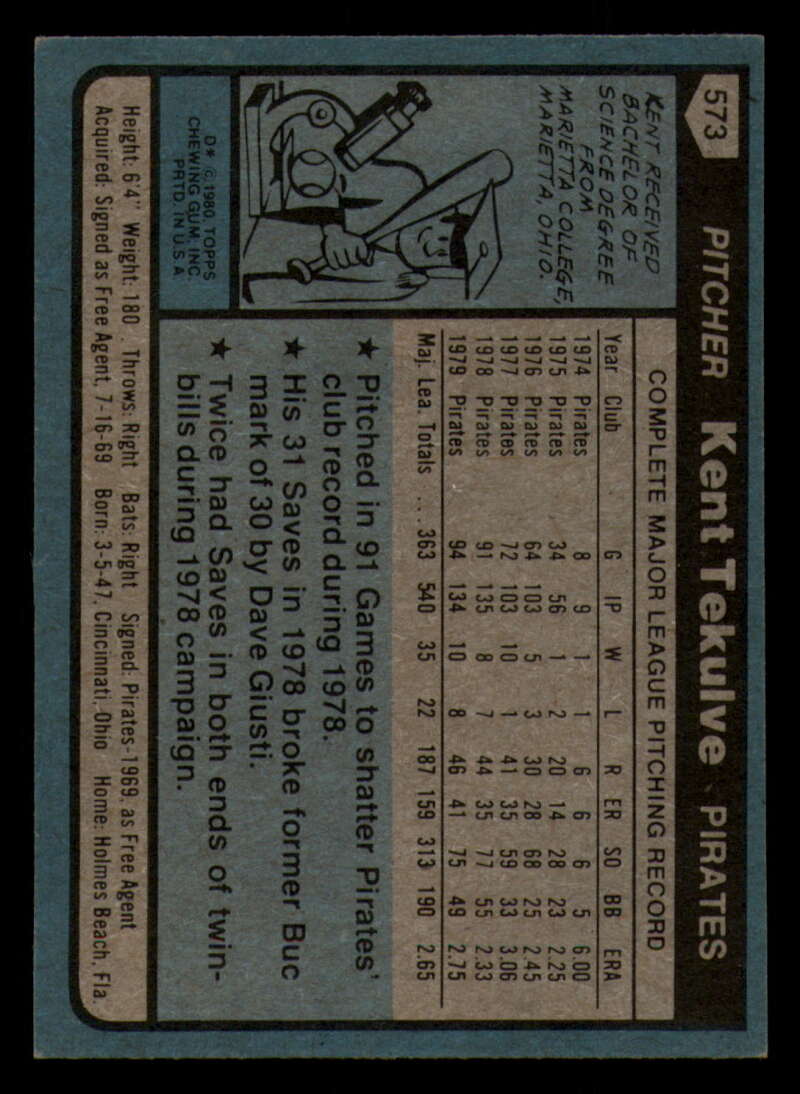 573 PITCHER Kent Tekulve PIRATES
KENT RECEIVED
BACHELOR OF
SCIENCE DEGREE
FROM
MARIETTA COLLEGE,
MARIETTA, OHIO.
D* © 1980 TOPPS
CHEWING GUM, INC.
PRTD. IN U.S.A.
COMPLETE MAJOR LEAGUE PITCHING RECORD
Year Club G IP W L R ER SO BB ERA
1974 Pirates 8 9 1 1 6 6 6 5 6.00
1975 Pirates 34 56 1 2 20 14 28 23 2.25
1976 Pirates 64 103 5 3 30 28 68 25 2.45
1977 Pirates 72 103 10 1 41 35 59 33 3.06
1978 Pirates 91 135 8 7 44 35 77 55 2.33
1979 Pirates 94 134 10 8 46 41 75 49 2.75
Maj. Lea. Totals ... 363 540 35 22 187 159 313 190 2.65
★ Pitched in 91 Games to shatter Pirates'
club record during 1978.
★ His 31 Saves in 1978 broke former Buc
mark of 30 by Dave Giusti.
★ Twice had Saves in both ends of twin-
bills during 1978 campaign.
Height: 6'4" Weight: 180 Throws: Right Bats: Right Signed: Pirates-1969, as Free Agent
Acquired: Signed as Free Agent, 7-16-69 Born: 3-5-47, Cincinnati, Ohio Home: Holmes Beach, Fla.